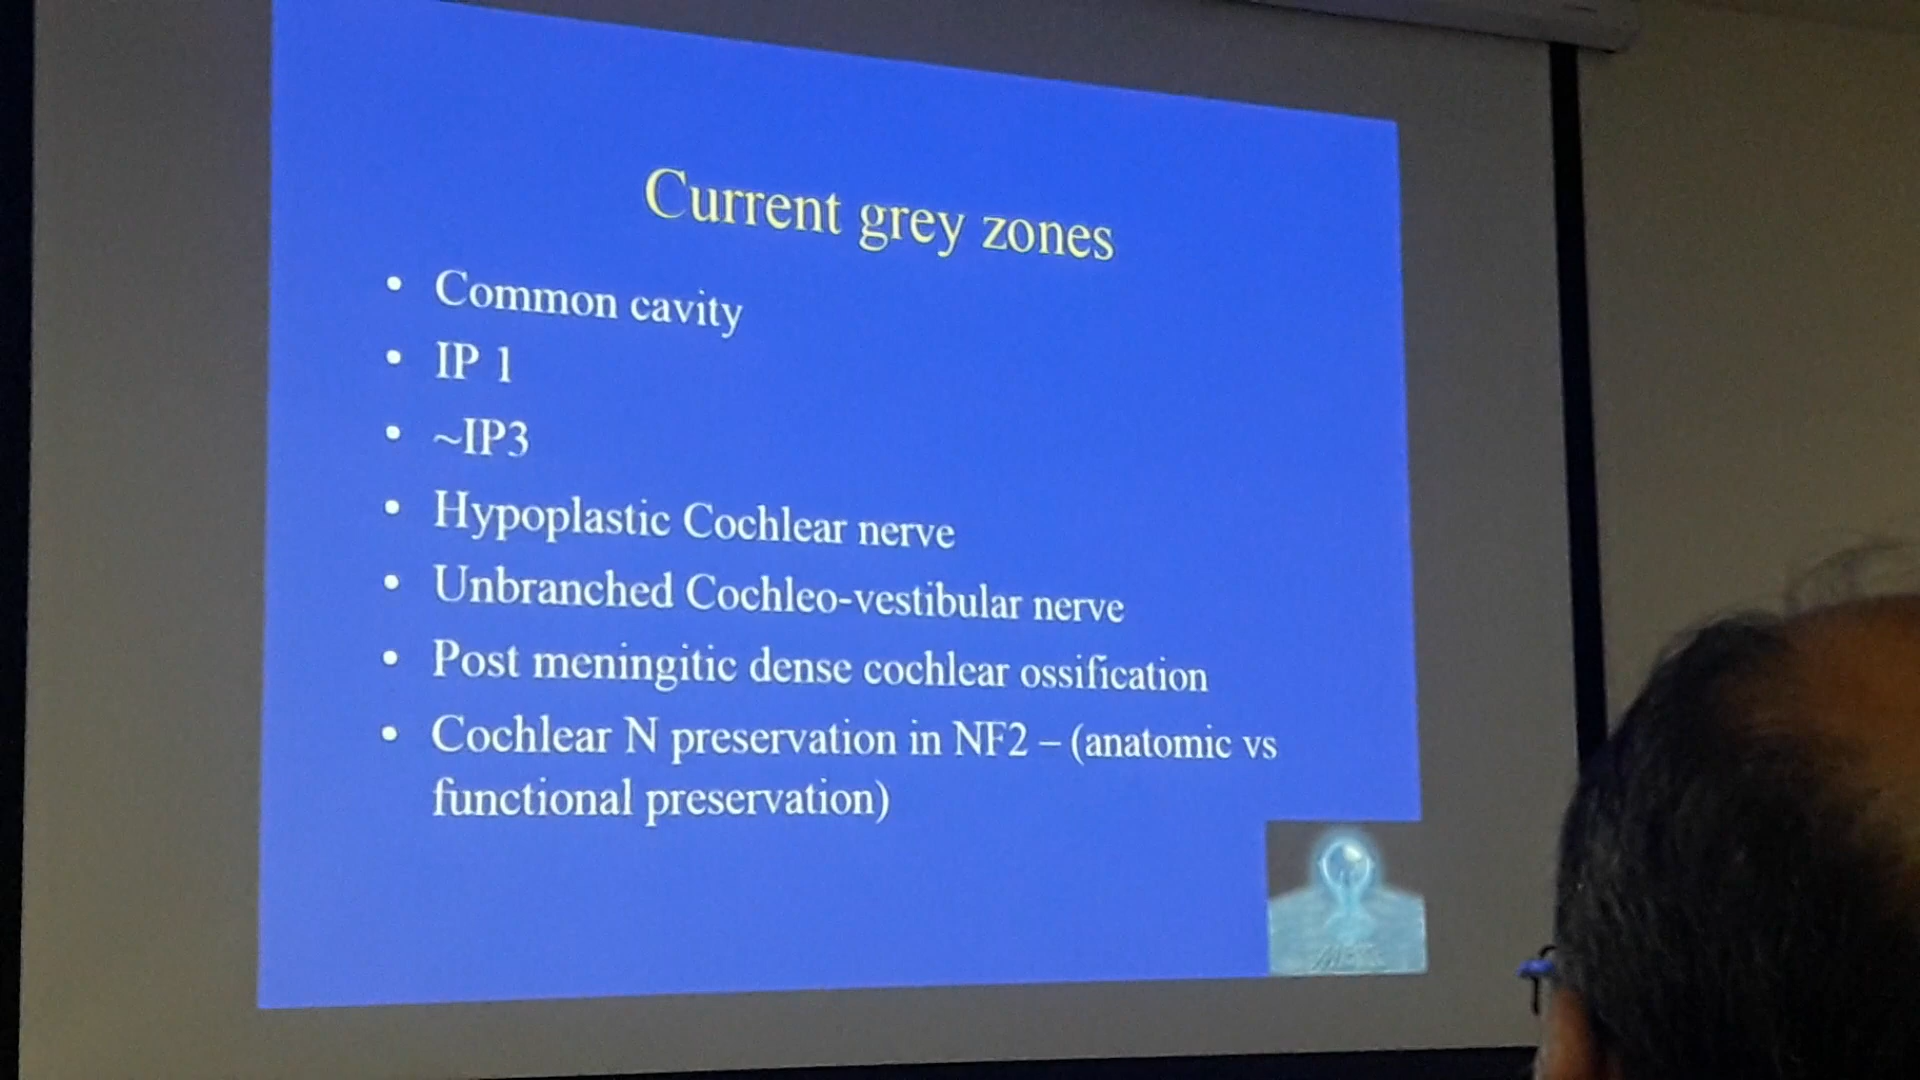 Current grey zones
• Common cavity
• IP 1
• ~IP3
• Hypoplastic Cochlear nerve
• Unbranched Cochleo-vestibular nerve
• Post meningitic dense cochlear ossification
• Cochlear N preservation in NF2 – (anatomic vs
functional preservation)